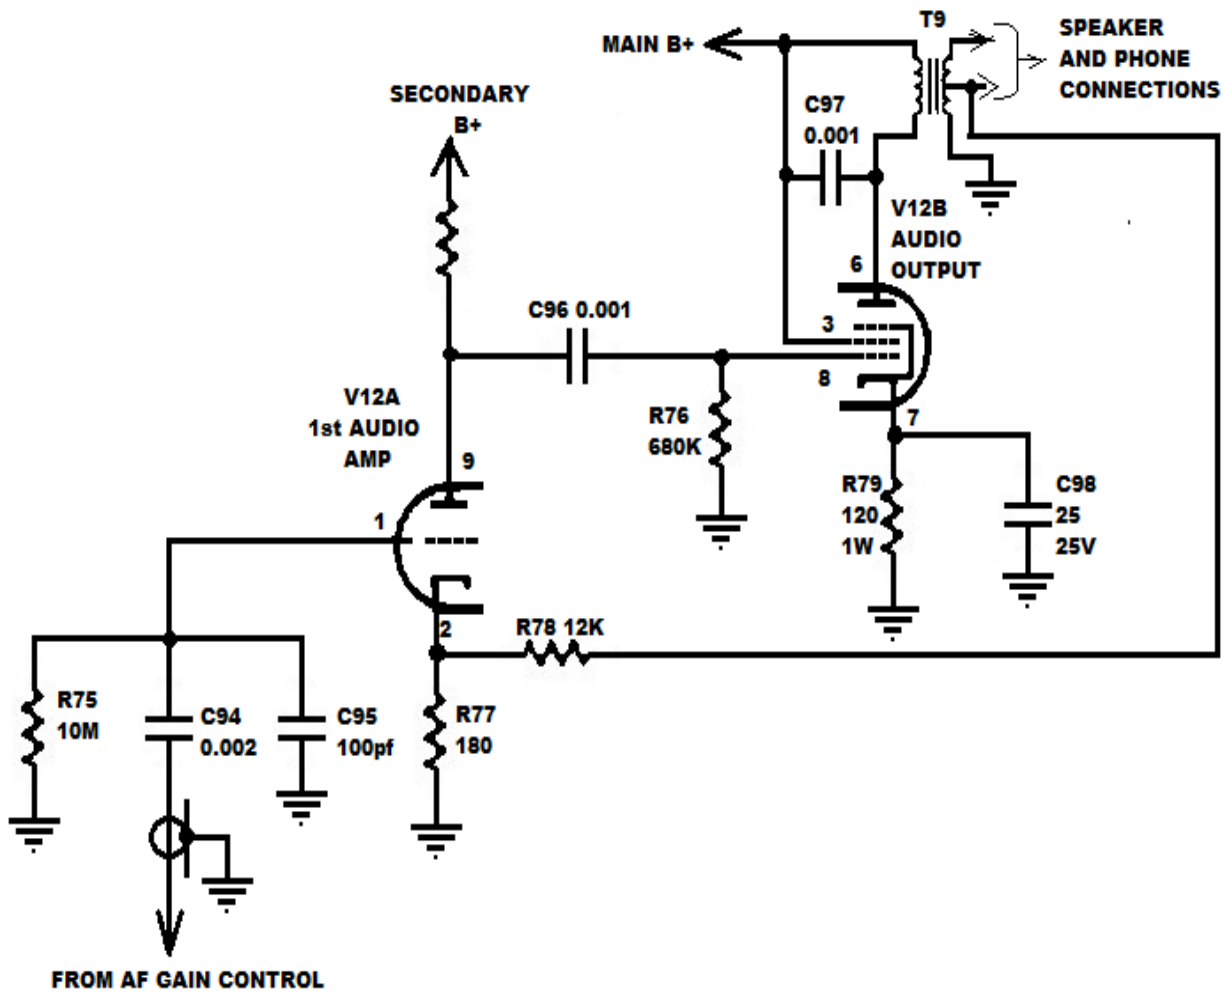 T9
SPEAKER
AND PHONE
CONNECTIONS
MAIN B+
SECONDARY
B+
C97
0.001
V12B
AUDIO
OUTPUT
6
C96 0.001
3
8
7
V12A
1st AUDIO
AMP
9
1
2
R76
680K
R79
120
1W
C98
25
25V
R78 12K
R75
10M
C94
0.002
C95
100pf
R77
180
FROM AF GAIN CONTROL